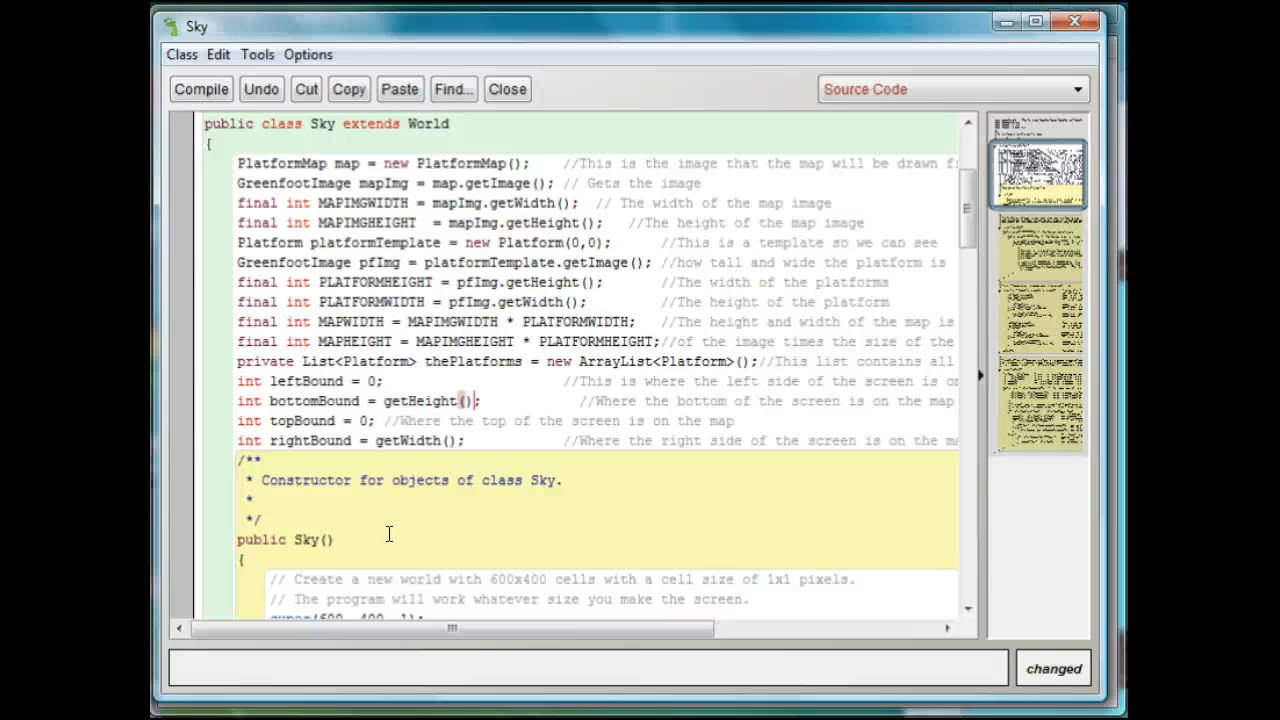 Sky
Class Edit Tools Options
Compile Undo Cut Copy Paste Find... Close Source Code
public class Sky extends World
{
PlatformMap map = new PlatformMap(); //This is the image that the map will be drawn
GreenfootImage mapImg = map.getImage(); // Gets the image
final int MAPIMGWIDTH = mapImg.getWidth(); // The width of the map image
final int MAPIMGHEIGHT = mapImg.getHeight(); //The height of the map image
Platform platformTemplate = new Platform(0,0); //This is a template so we can see
GreenfootImage pfImg = platformTemplate.getImage(); //how tall and wide the platform is
final int PLATFORMHEIGHT = pfImg.getHeight(); //The width of the platforms
final int PLATFORMWIDTH = pfImg.getWidth(); //The height of the platform
final int MAPWIDTH = MAPIMGWIDTH * PLATFORMWIDTH; //The height and width of the map is
final int MAPHEIGHT = MAPIMGHEIGHT * PLATFORMHEIGHT;//of the image times the size of the
private List<Platform> thePlatforms = new ArrayList<Platform>();//This list contains all
int leftBound = 0; //This is where the left side of the screen is
int bottomBound = getHeight(); //Where the bottom of the screen is on the map
int topBound = 0; //Where the top of the screen is on the map
int rightBound = getWidth(); //Where the right side of the screen is on the
/**
* Constructor for objects of class Sky.
*
*/
public Sky()
{
// Create a new world with 600x400 cells with a cell size of 1x1 pixels.
// The program will work whatever size you make the screen.
super(600, 400, 1);
changed